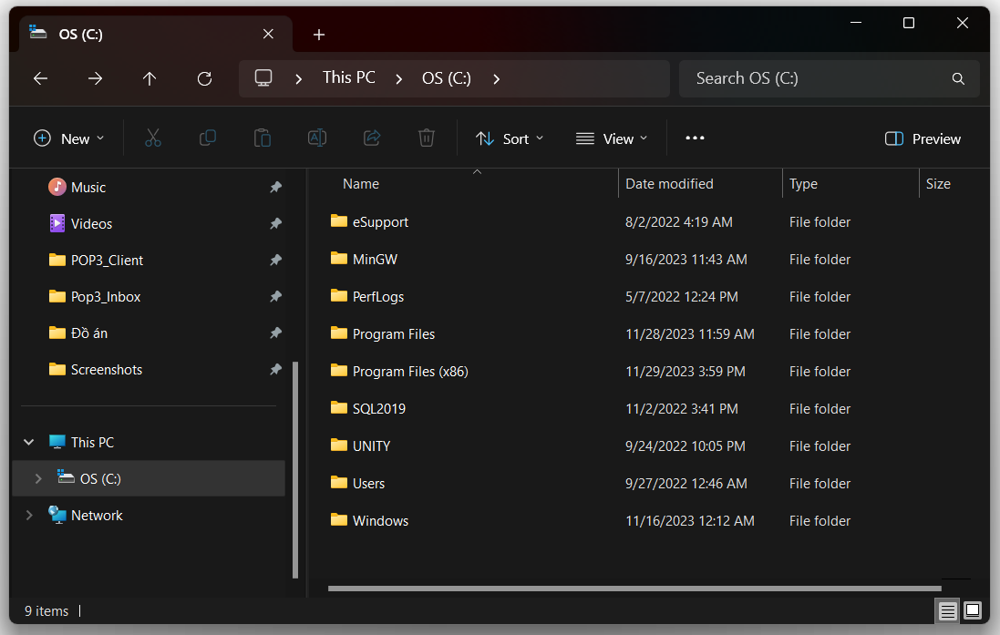 OS (C:)
This PC OS (C:) Search OS (C:)
New Sort View ••• Preview
Music
Videos
POP3_Client
Pop3_Inbox
Đồ án
Screenshots
This PC
OS (C:)
Network
Name Date modified Type Size
eSupport 8/2/2022 4:19 AM File folder
MinGW 9/16/2023 11:43 AM File folder
PerfLogs 5/7/2022 12:24 PM File folder
Program Files 11/28/2023 11:59 AM File folder
Program Files (x86) 11/29/2023 3:59 PM File folder
SQL2019 11/2/2022 3:41 PM File folder
UNITY 9/24/2022 10:05 PM File folder
Users 9/27/2022 12:46 AM File folder
Windows 11/16/2023 12:12 AM File folder
9 items